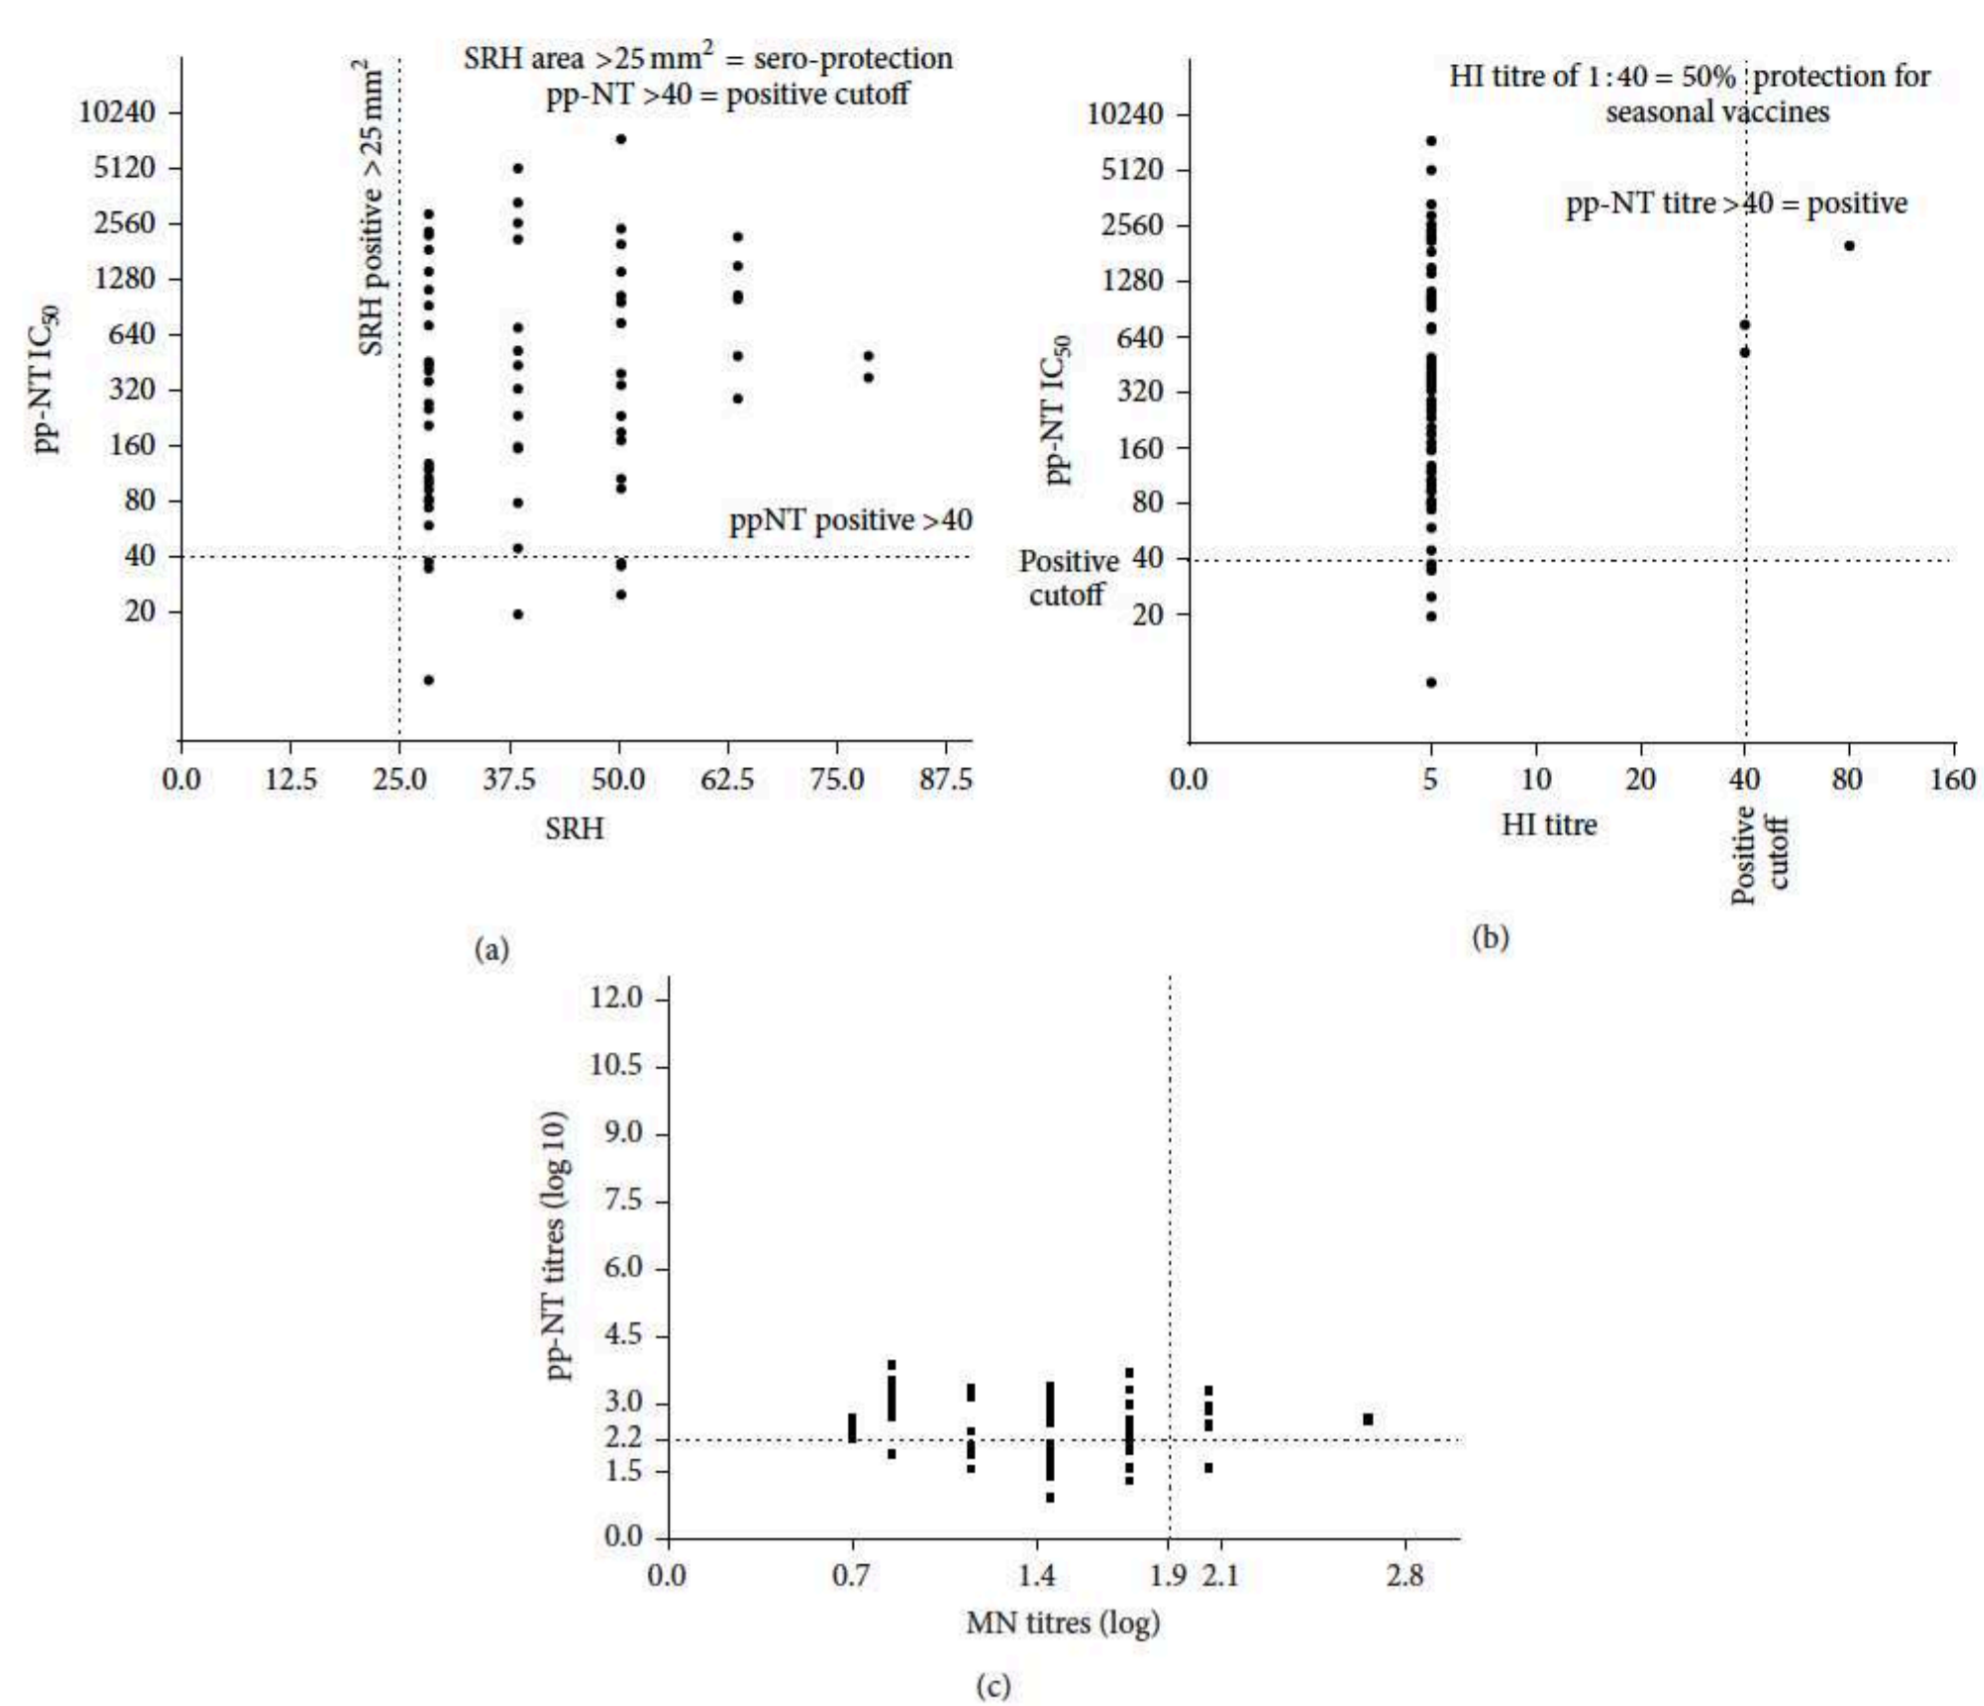 SRH area >25 mm² = sero-protection
pp-NT >40 = positive cutoff
SRH positive >25 mm²
10240
5120
2560
1280
640
320
160
80
40
20
pp-NT IC₅₀
ppNT positive >40
0.0 12.5 25.0 37.5 50.0 62.5 75.0 87.5
SRH
(a)
HI titre of 1:40 = 50% protection for
seasonal vaccines
pp-NT titre >40 = positive
10240
5120
2560
1280
640
320
160
80
40
20
pp-NT IC₅₀
Positive
cutoff
0.0 5 10 20 40 80 160
HI titre
Positive
cutoff
(b)
12.0
10.5
9.0
7.5
6.0
4.5
3.0
2.2
1.5
0.0
pp-NT titres (log 10)
0.0 0.7 1.4 1.9 2.1 2.8
MN titres (log)
(c)